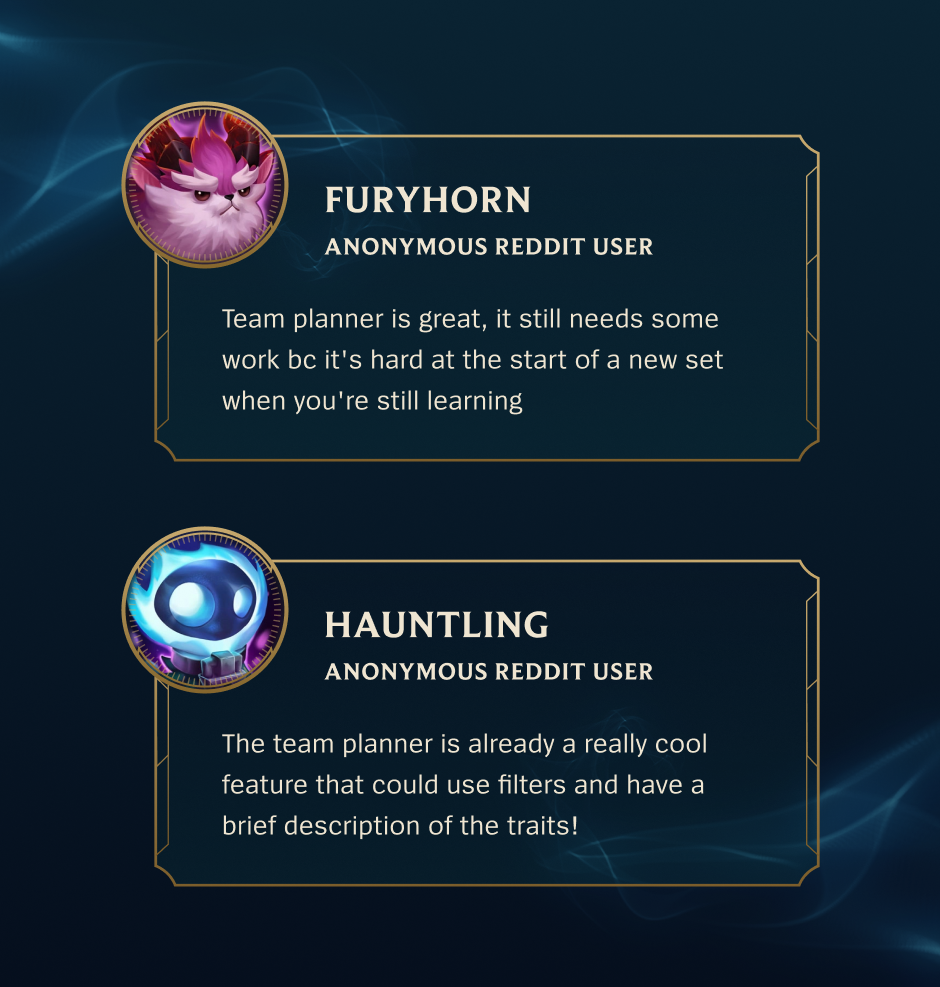 FURYHORN
ANONYMOUS REDDIT USER
Team planner is great, it still needs some
work bc it's hard at the start of a new set
when you're still learning
HAUNTLING
ANONYMOUS REDDIT USER
The team planner is already a really cool
feature that could use filters and have a
brief description of the traits!